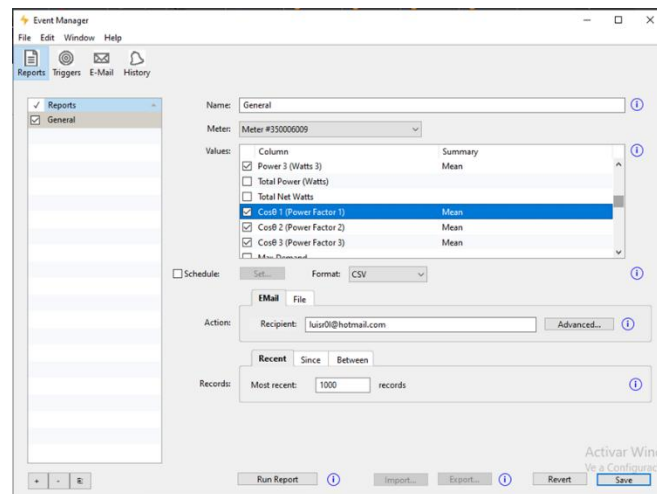 Event Manager
File Edit Window Help
Reports Triggers E-Mail History
✓ Reports
General
Name: General
Meter: Meter #350006009
Values: Column Summary
Power 3 (Watts 3) Mean
Total Power (Watts)
Total Net Watts
Cosθ 1 (Power Factor 1) Mean
Cosθ 2 (Power Factor 2) Mean
Cosθ 3 (Power Factor 3) Mean
Max Demand
Schedule: Set... Format: CSV
EMail File
Action: Recipient: luisr0l@hotmail.com Advanced...
Recent Since Between
Records: Most recent: 1000 records
Activar Win
Ve a Configurac
+ - Run Report Import... Export... Revert Save